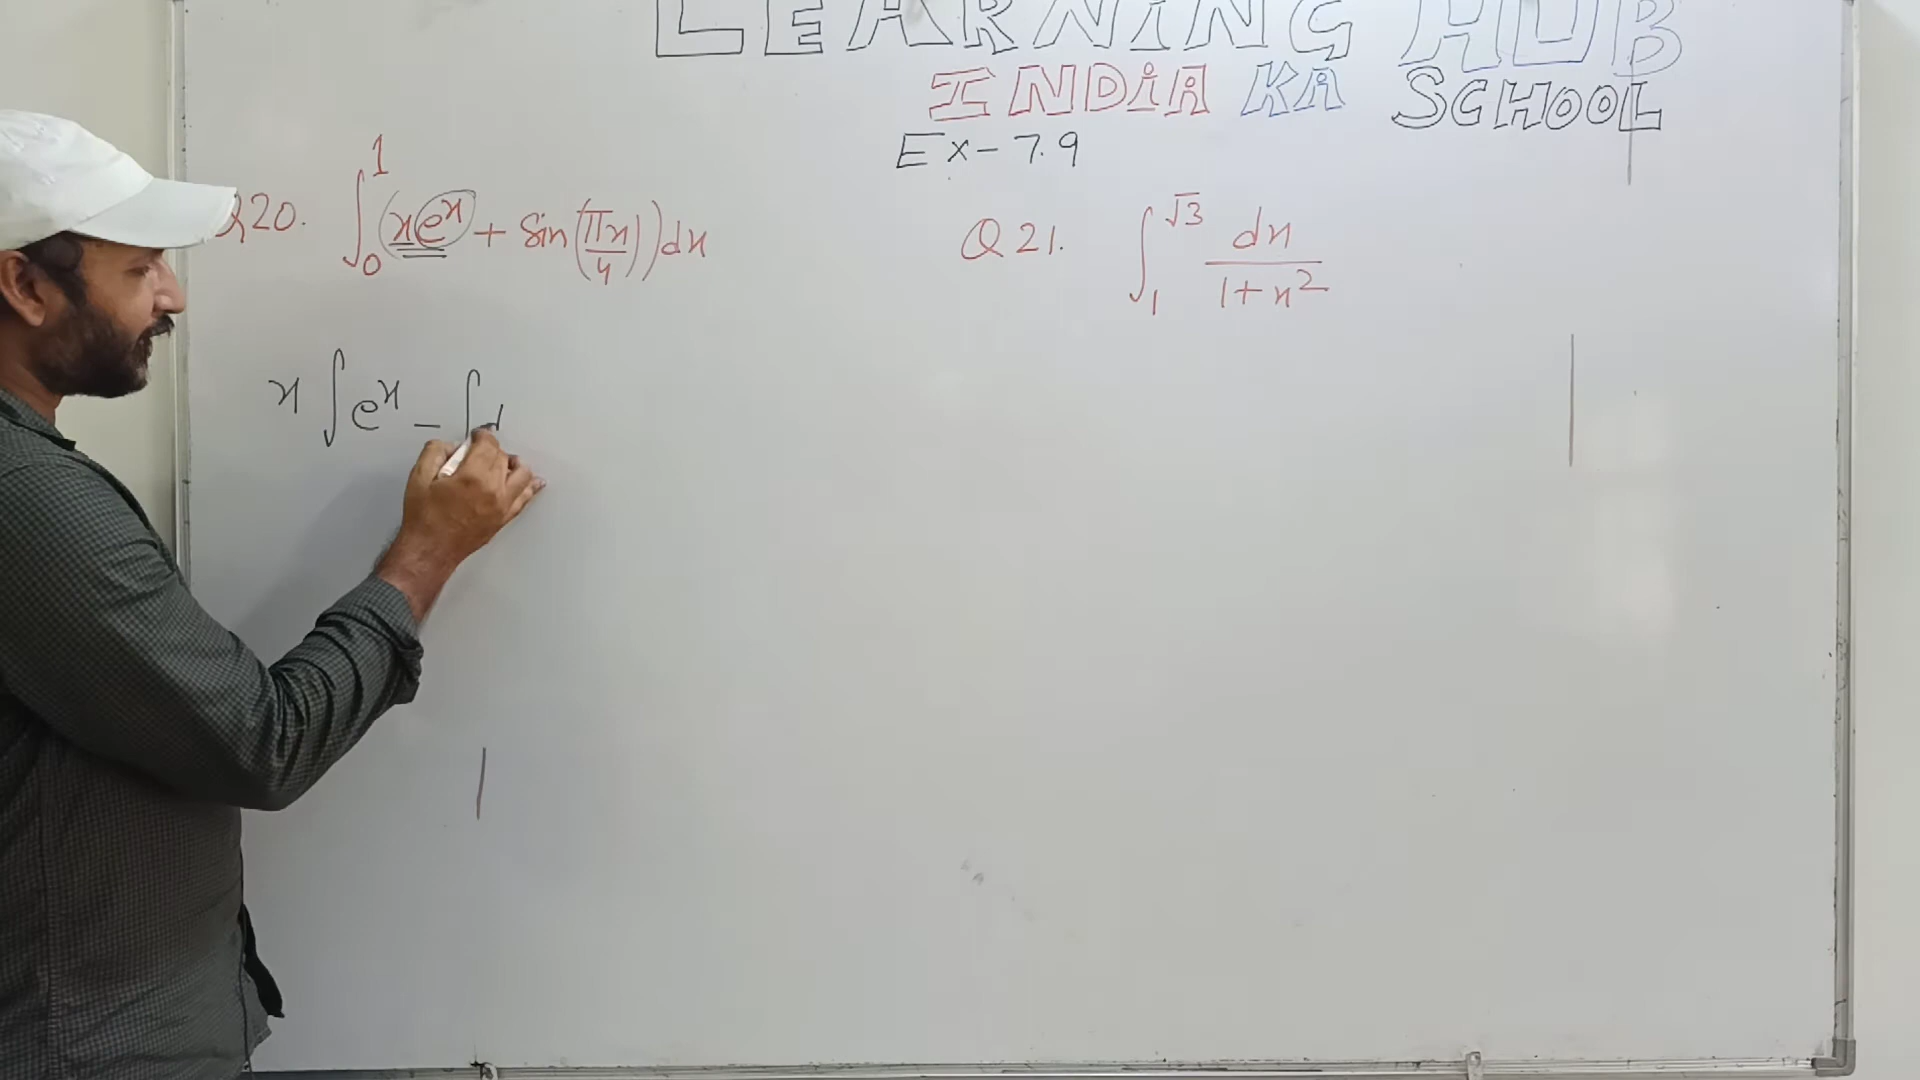 LEARNING HUB
INDIA KA SCHOOL
Ex-7.9
Q20. ∫₀¹ (xeˣ + Sin(πx/4)) dx
Q21. ∫₁^√3 dx/(1+x²)
x ∫eˣ - ∫d